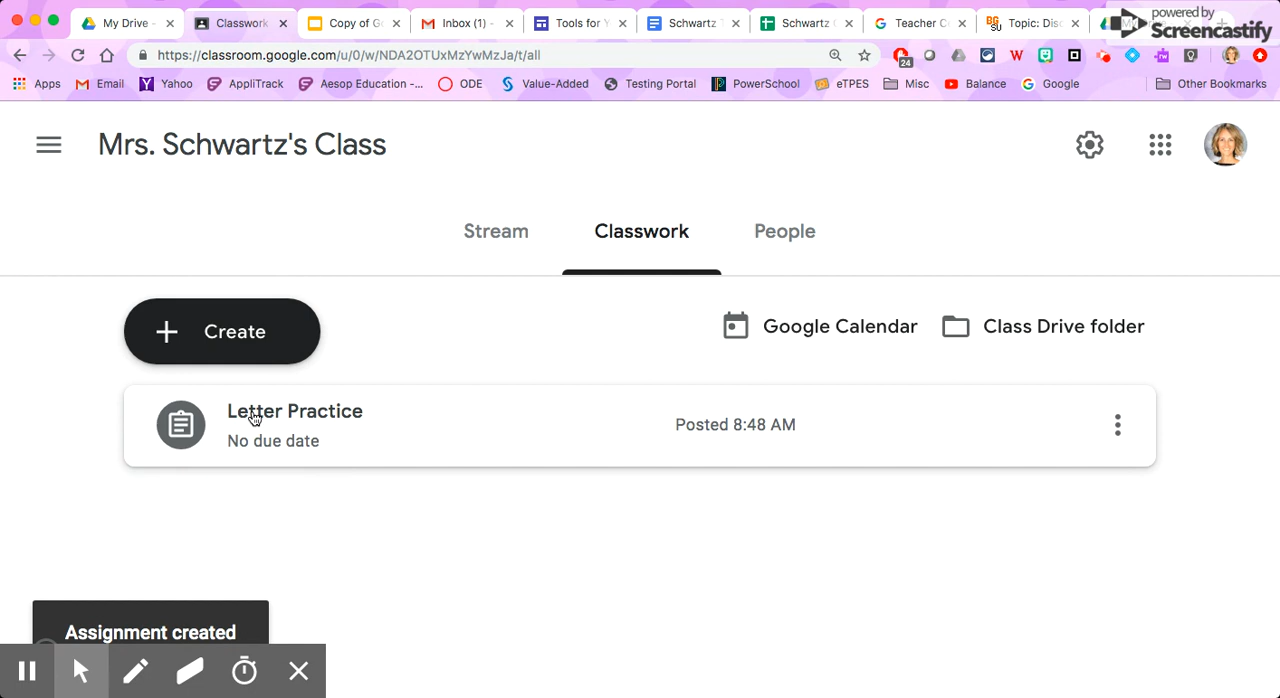 My Drive -
Classwork
Copy of Go
Inbox (1) -
Tools for Y
Schwartz T
Schwartz
Teacher Ce
Topic: Disc
powered by
Screencastify
https://classroom.google.com/u/0/w/NDA2OTUxMzYwMzJa/t/all
24
Apps
Email
Yahoo
AppliTrack
Aesop Education -...
ODE
Value-Added
Testing Portal
PowerSchool
eTPES
Misc
Balance
Google
Other Bookmarks
Mrs. Schwartz's Class
Stream
Classwork
People
+ Create
Google Calendar
Class Drive folder
Letter Practice
No due date
Posted 8:48 AM
Assignment created